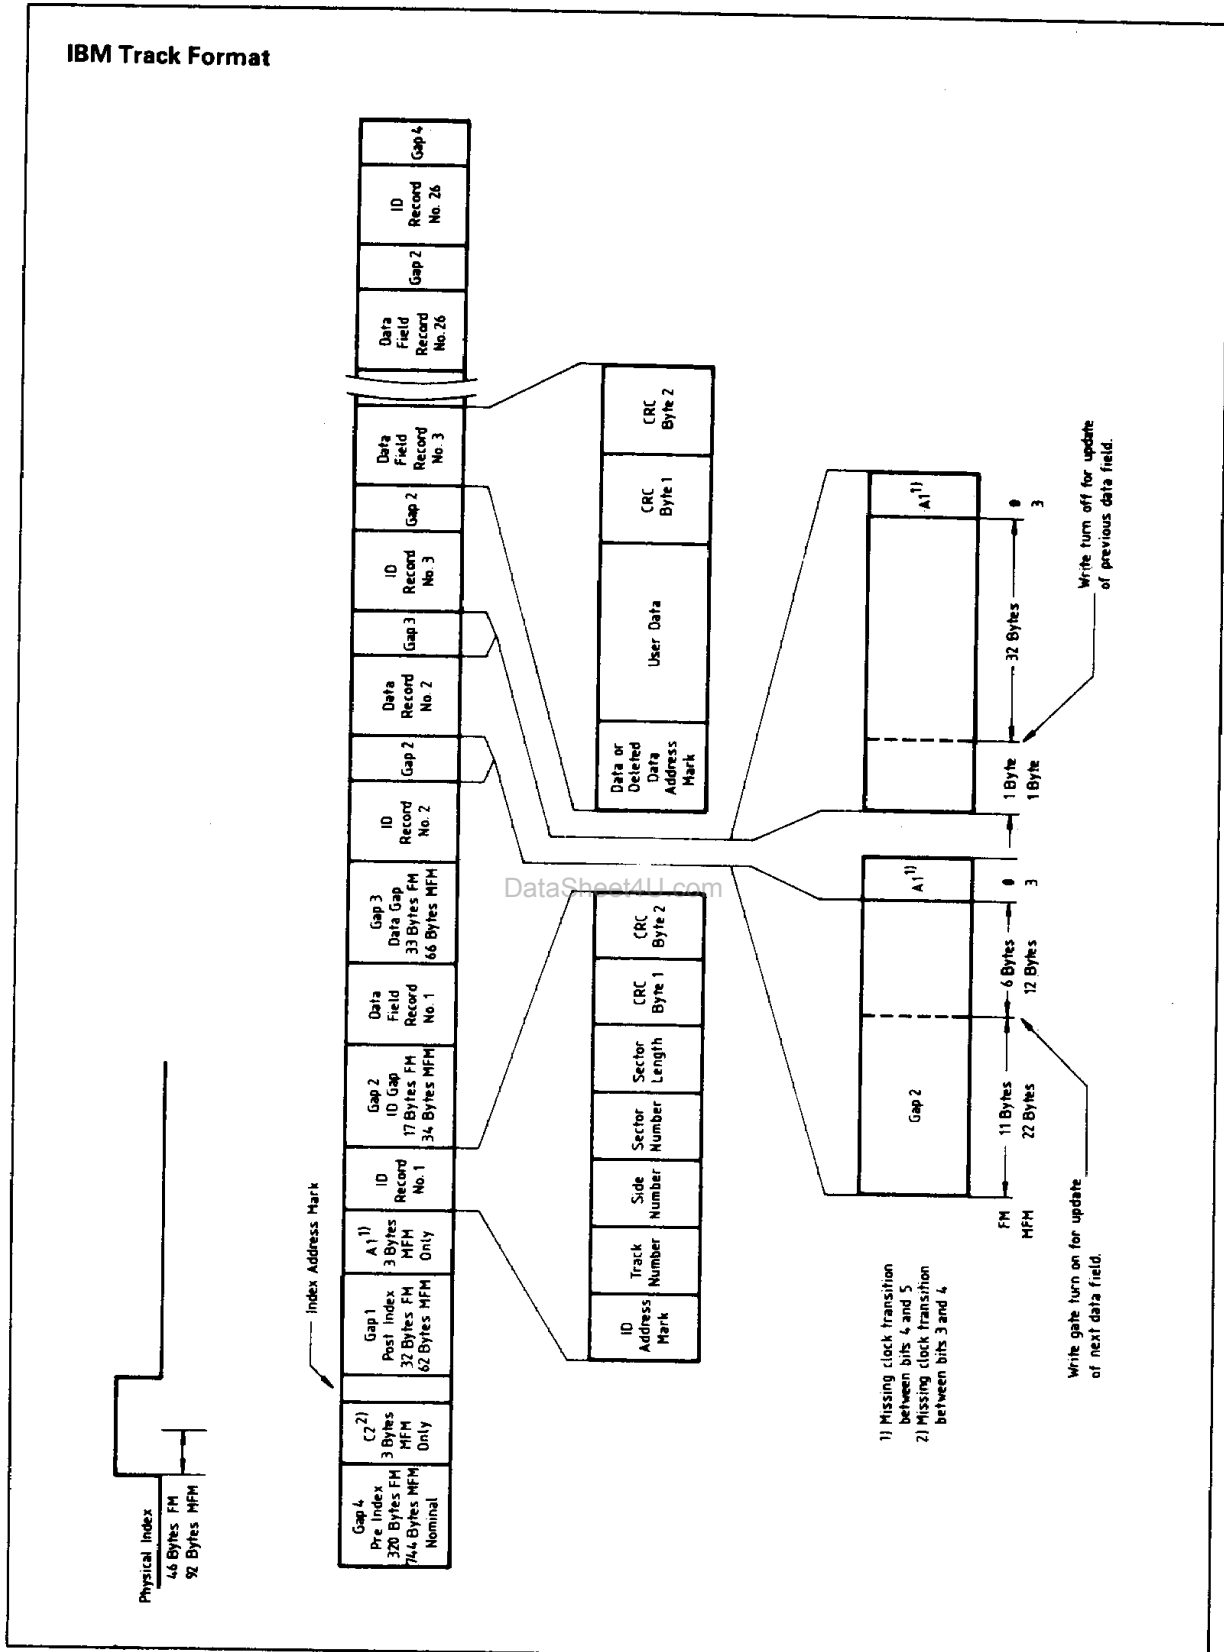 IBM Track Format
Physical Index
46 Bytes FM
92 Bytes MFM
Index Address Mark
Gap 4
Pre Index
320 Bytes FM
744 Bytes MFM
Nominal
C2²⁾
3 Bytes
MFM
Only
Gap 1
Post Index
32 Bytes FM
62 Bytes MFM
A1¹⁾
3 Bytes
MFM
Only
ID
Record
No. 1
Gap 2
ID Gap
17 Bytes FM
34 Bytes MFM
Data
Field
Record
No. 1
Gap 3
Data Gap
33 Bytes FM
66 Bytes MFM
ID
Record
No. 2
Gap 2
Data
Record
No. 2
Gap 3
ID
Record
No. 3
Gap 2
Data
Field
Record
No. 3
Data
Field
Record
No. 26
Gap 2
ID
Record
No. 26
Gap 4
ID
Address
Mark
Track
Number
Side
Number
Sector
Number
Sector
Length
CRC
Byte 1
CRC
Byte 2
Data or
Deleted
Data
Address
Mark
User Data
CRC
Byte 1
CRC
Byte 2
DataSheet4U.com
Gap 2
A1¹⁾
A1¹⁾
FM
11 Bytes
6 Bytes
0
1 Byte
32 Bytes
0
MFM
22 Bytes
12 Bytes
3
1 Byte
3
1) Missing clock transition
between bits 4 and 5
2) Missing clock transition
between bits 3 and 4
Write gate turn on for update
of next data field.
Write turn off for update
of previous data field.